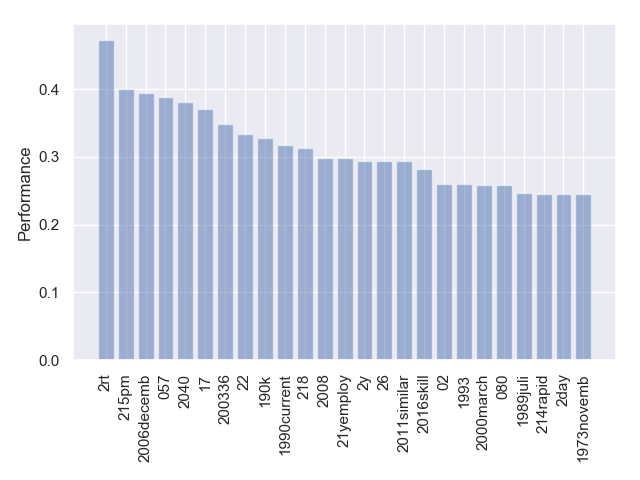 Performance
0.4
0.3
0.2
0.1
0.0
2rt
215pm
2006decemb
057
2040
17
200336
22
190k
1990current
218
2008
21yemploy
2y
26
2011similar
2016skill
02
1993
2000march
080
1989juli
214rapid
2day
1973novemb